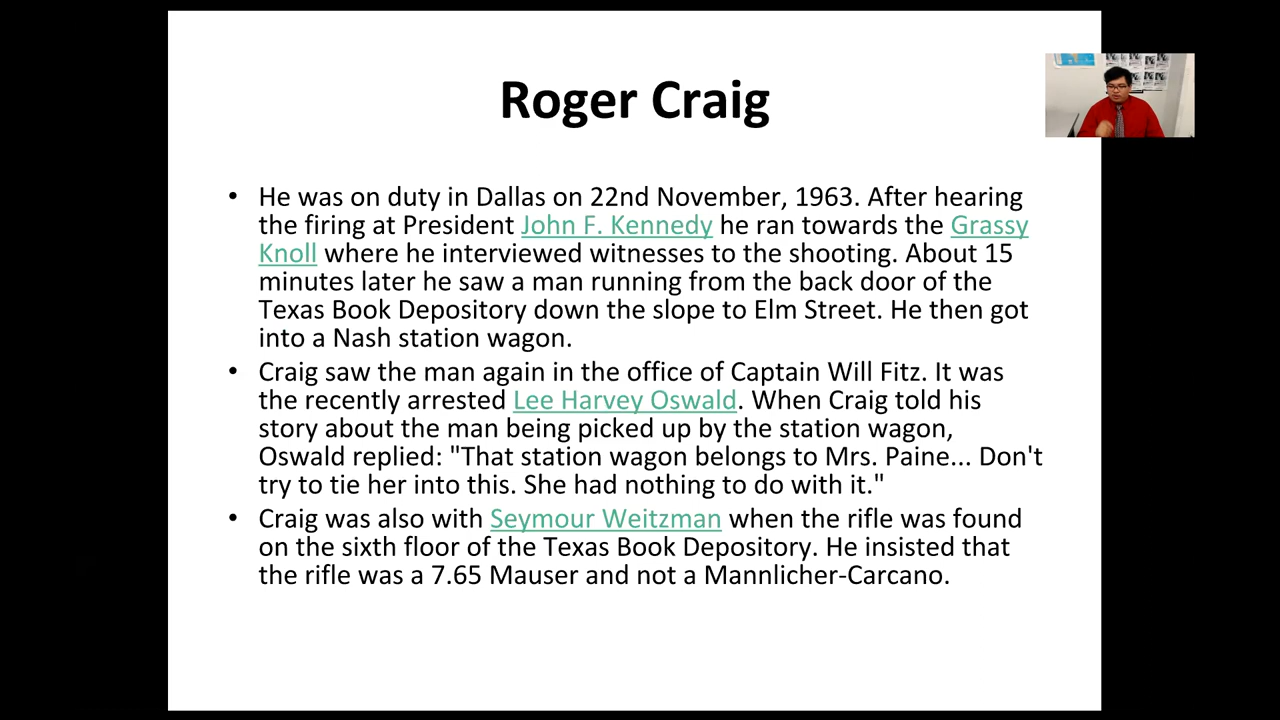 Roger Craig
• He was on duty in Dallas on 22nd November, 1963. After hearing
the firing at President John F. Kennedy he ran towards the Grassy
Knoll where he interviewed witnesses to the shooting. About 15
minutes later he saw a man running from the back door of the
Texas Book Depository down the slope to Elm Street. He then got
into a Nash station wagon.
• Craig saw the man again in the office of Captain Will Fitz. It was
the recently arrested Lee Harvey Oswald. When Craig told his
story about the man being picked up by the station wagon,
Oswald replied: "That station wagon belongs to Mrs. Paine... Don't
try to tie her into this. She had nothing to do with it."
• Craig was also with Seymour Weitzman when the rifle was found
on the sixth floor of the Texas Book Depository. He insisted that
the rifle was a 7.65 Mauser and not a Mannlicher-Carcano.